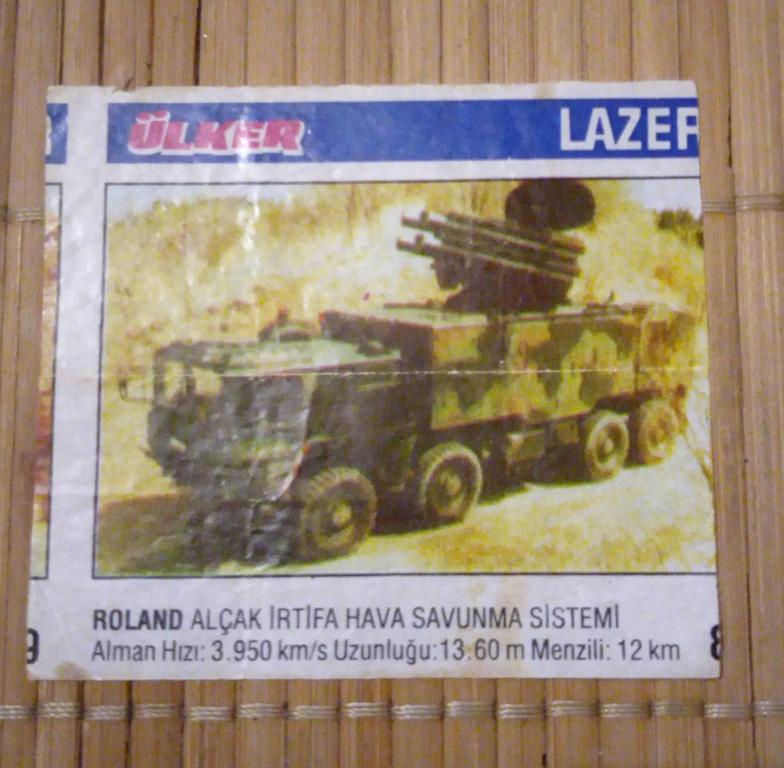 ÜLKER
LAZER
ROLAND ALÇAK İRTİFA HAVA SAVUNMA SİSTEMİ
Alman Hızı: 3.950 km/s Uzunluğu:13.60 m Menzili: 12 km
9